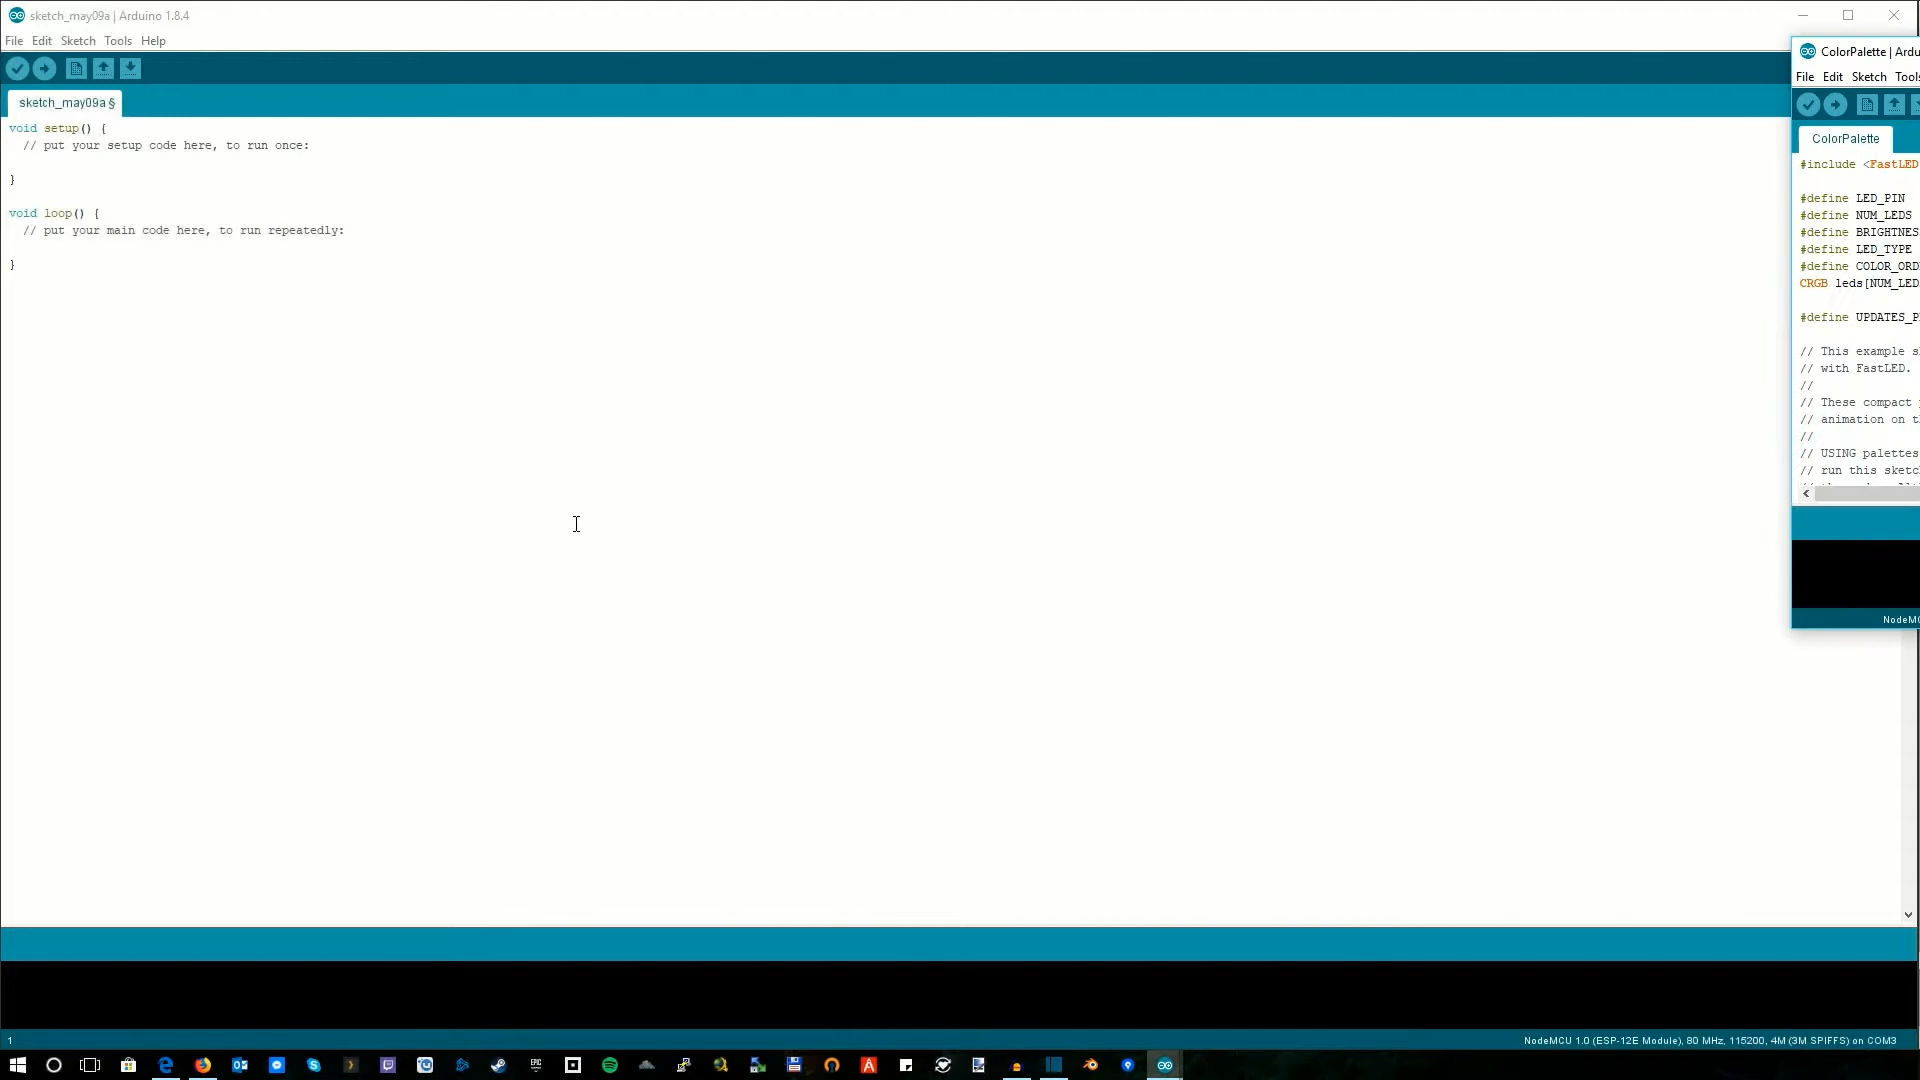 sketch_may09a | Arduino 1.8.4
File Edit Sketch Tools Help
sketch_may09a §
void setup() {
// put your setup code here, to run once:
}
void loop() {
// put your main code here, to run repeatedly:
}
ColorPalette | Ardu
File Edit Sketch Tools
ColorPalette
#include <FastLED
#define LED_PIN
#define NUM_LEDS
#define BRIGHTNES
#define LED_TYPE
#define COLOR_ORD
CRGB leds[NUM_LED
#define UPDATES_P
// This example s
// with FastLED.
//
// These compact
// animation on t
//
// USING palettes
// run this sketc
NodeMC
1
NodeMCU 1.0 (ESP-12E Module), 80 MHz, 115200, 4M (3M SPIFFS) on COM3
EPIC